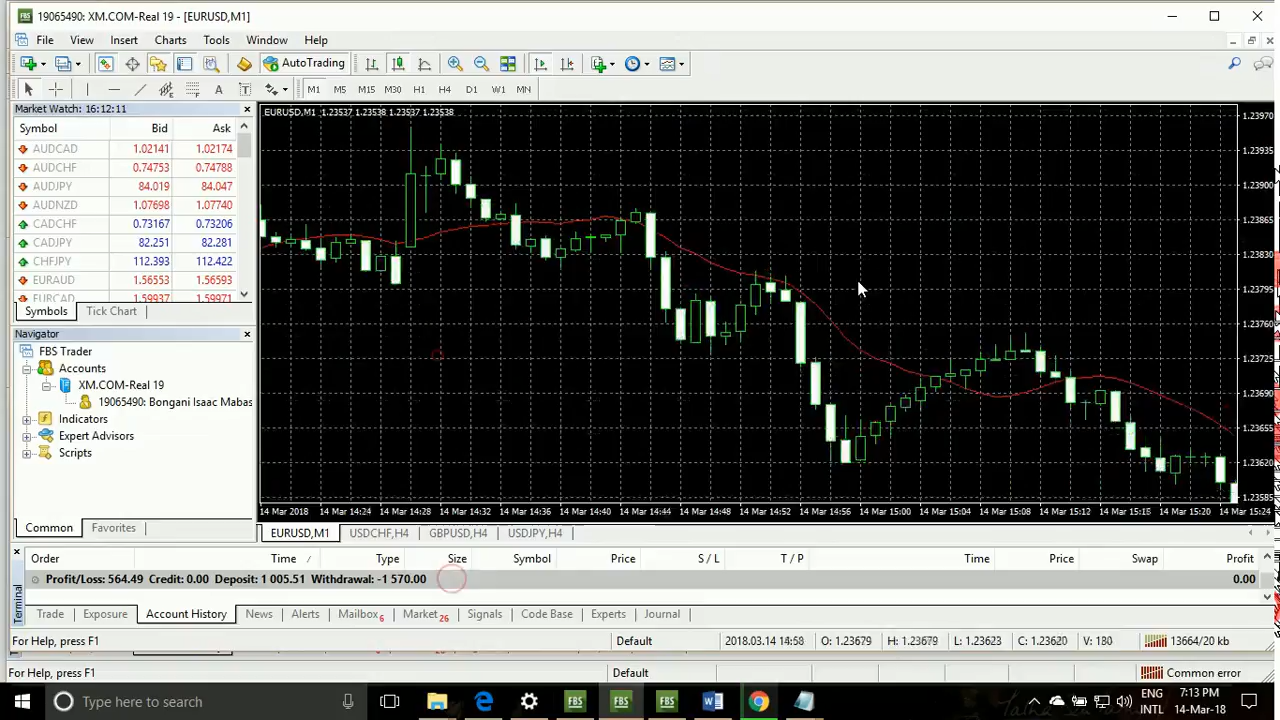 19065490: XM.COM-Real 19 - [EURUSD,M1]
File View Insert Charts Tools Window Help
AutoTrading
A T M1 M5 M15 M30 H1 H4 D1 W1 MN
Market Watch: 16:12:11
Symbol Bid Ask
AUDCAD 1.02141 1.02174
AUDCHF 0.74753 0.74788
AUDJPY 84.019 84.047
AUDNZD 1.07698 1.07740
CADCHF 0.73167 0.73206
CADJPY 82.251 82.281
CHFJPY 112.393 112.422
EURAUD 1.56553 1.56593
EURCAD 1.59937 1.59971
Symbols Tick Chart
Navigator
FBS Trader
Accounts
XM.COM-Real 19
19065490: Bongani Isaac Mabas
Indicators
Expert Advisors
Scripts
Common Favorites
EURUSD,M1 1.23537 1.23538 1.23537 1.23538
1.23970
1.23935
1.23900
1.23865
1.23830
1.23795
1.23760
1.23725
1.23690
1.23655
1.23620
1.23585
14 Mar 2018 14 Mar 14:24 14 Mar 14:28 14 Mar 14:32 14 Mar 14:36 14 Mar 14:40 14 Mar 14:44 14 Mar 14:48 14 Mar 14:52 14 Mar 14:56 14 Mar 15:00 14 Mar 15:04 14 Mar 15:08 14 Mar 15:12 14 Mar 15:16 14 Mar 15:20 14 Mar 15:24
EURUSD,M1 USDCHF,H4 GBPUSD,H4 USDJPY,H4
Order Time / Type Size Symbol Price S / L T / P Time Price Swap Profit
Profit/Loss: 564.49 Credit: 0.00 Deposit: 1 005.51 Withdrawal: -1 570.00 0.00
Terminal
Trade Exposure Account History News Alerts Mailbox 6 Market 26 Signals Code Base Experts Journal
For Help, press F1 Default 2018.03.14 14:58 O: 1.23679 H: 1.23679 L: 1.23623 C: 1.23620 V: 180 13664/20 kb
For Help, press F1 Default Common error
Type here to search
FBS FBS FBS
ENG
INTL
7:13 PM
14-Mar-18